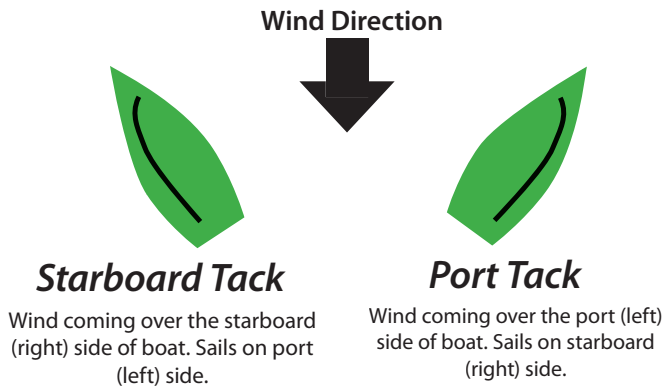 Wind Direction
Starboard Tack
Wind coming over the starboard
(right) side of boat. Sails on port
(left) side.
Port Tack
Wind coming over the port (left)
side of boat. Sails on starboard
(right) side.